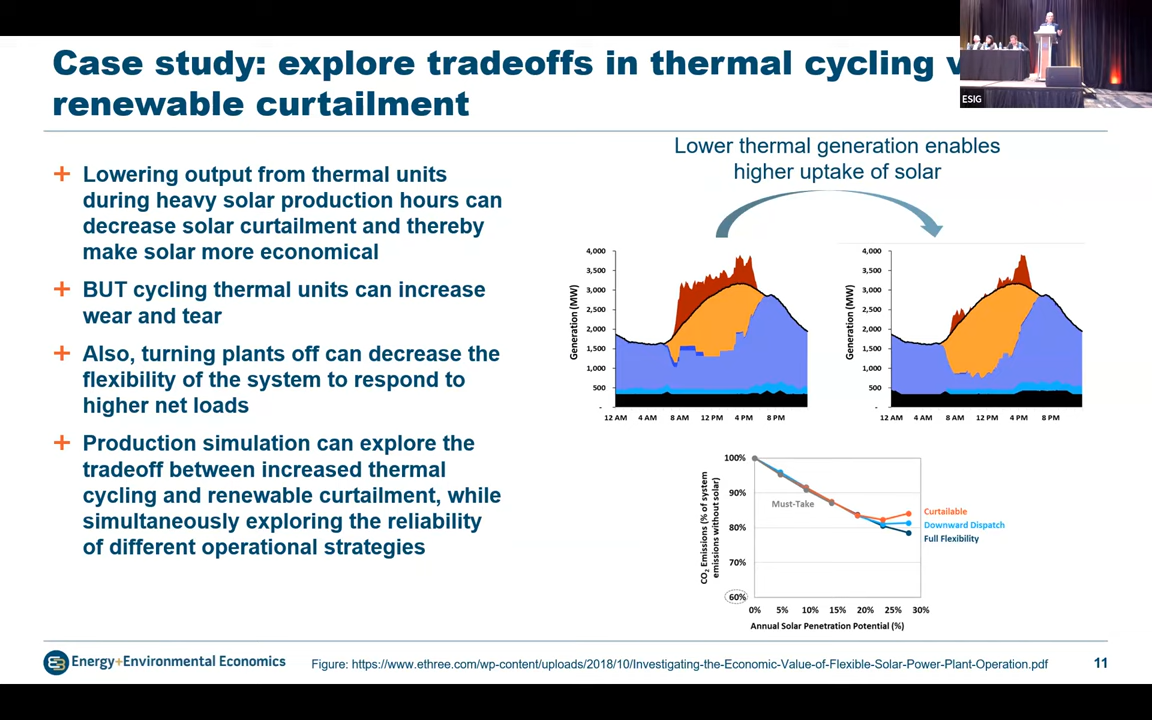 Case study: explore tradeoffs in thermal cycling v
renewable curtailment
ESIG
+ Lowering output from thermal units
during heavy solar production hours can
decrease solar curtailment and thereby
make solar more economical
+ BUT cycling thermal units can increase
wear and tear
+ Also, turning plants off can decrease the
flexibility of the system to respond to
higher net loads
+ Production simulation can explore the
tradeoff between increased thermal
cycling and renewable curtailment, while
simultaneously exploring the reliability
of different operational strategies
Lower thermal generation enables
higher uptake of solar
Generation (MW)
4,000
3,500
3,000
2,500
2,000
1,500
1,000
500
-
12 AM 4 AM 8 AM 12 PM 4 PM 8 PM
Generation (MW)
4,000
3,500
3,000
2,500
2,000
1,500
1,000
500
-
12 AM 4 AM 8 AM 12 PM 4 PM 8 PM
CO2 Emissions (% of system
emissions without solar)
100%
90%
80%
70%
60%
Must-Take
Curtailable
Downward Dispatch
Full Flexibility
0% 5% 10% 15% 20% 25% 30%
Annual Solar Penetration Potential (%)
Energy+Environmental Economics
Figure: https://www.ethree.com/wp-content/uploads/2018/10/Investigating-the-Economic-Value-of-Flexible-Solar-Power-Plant-Operation.pdf
11